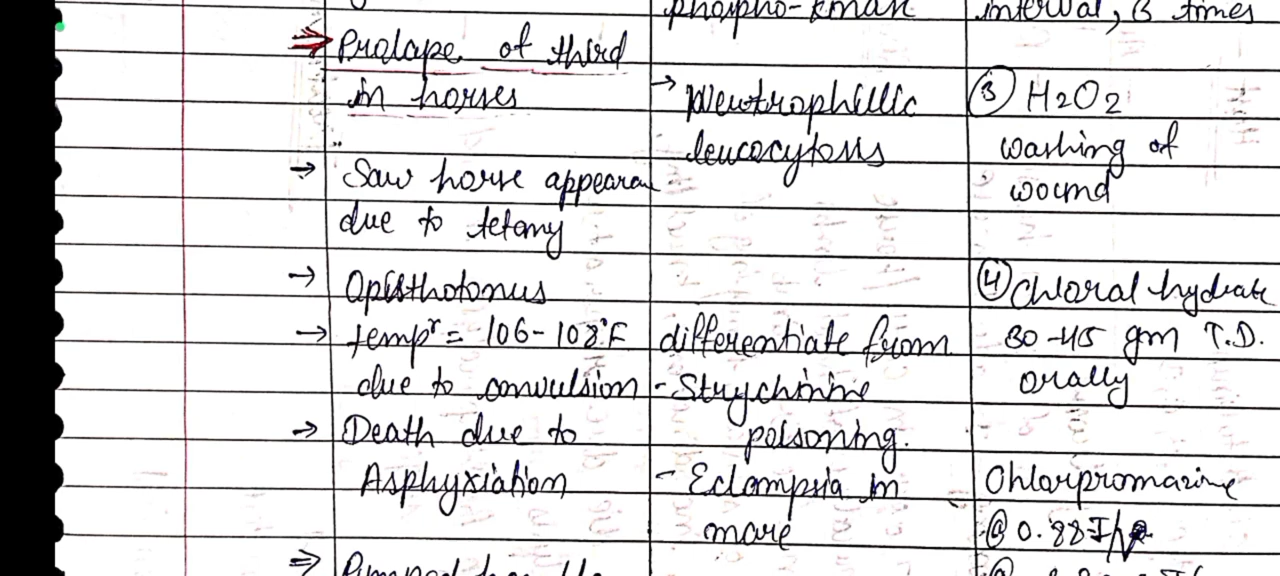 phospho-kinase
interval, 3 times
⇒ Prolapse of third
in horses
→ Saw horse appearan
due to tetany
→ Opisthotonus
→ tempr = 106-108°F
due to convulsion
→ Death due to
Asphyxiation
→ Neutrophillic
leucocytosis
differentiate from
- Strychinine
poisoning.
- Eclampsia in
mare
③ H2O2
washing of
wound
④ Chloral hydrate
30-45 gm T.D.
orally
Chlorpromazine
@ 0.88